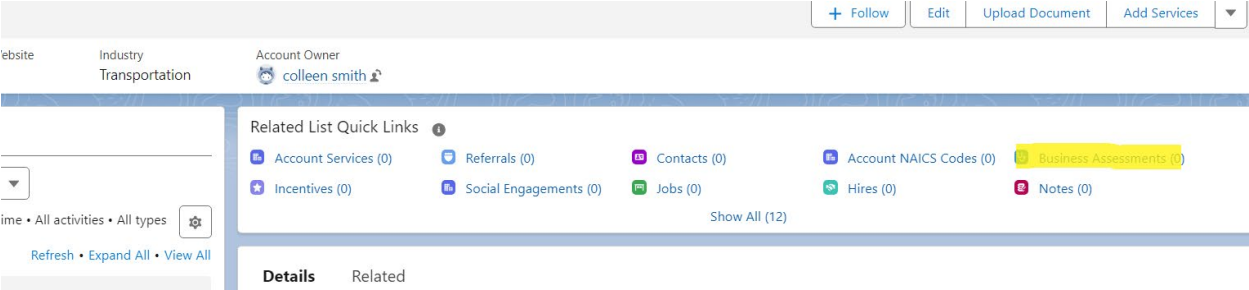 + Follow Edit Upload Document Add Services
ebsite Industry Account Owner
Transportation colleen smith
Related List Quick Links
Account Services (0) Referrals (0) Contacts (0) Account NAICS Codes (0) Business Assessments (0)
Incentives (0) Social Engagements (0) Jobs (0) Hires (0) Notes (0)
Show All (12)
ime • All activities • All types
Refresh • Expand All • View All
Details Related